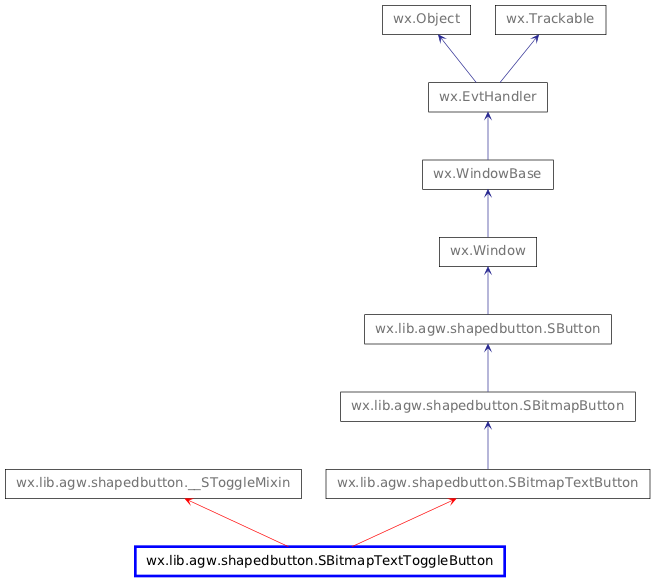 wx.Object
wx.Trackable
wx.EvtHandler
wx.WindowBase
wx.Window
wx.lib.agw.shapedbutton.SButton
wx.lib.agw.shapedbutton.SBitmapButton
wx.lib.agw.shapedbutton.__SToggleMixin
wx.lib.agw.shapedbutton.SBitmapTextButton
wx.lib.agw.shapedbutton.SBitmapTextToggleButton